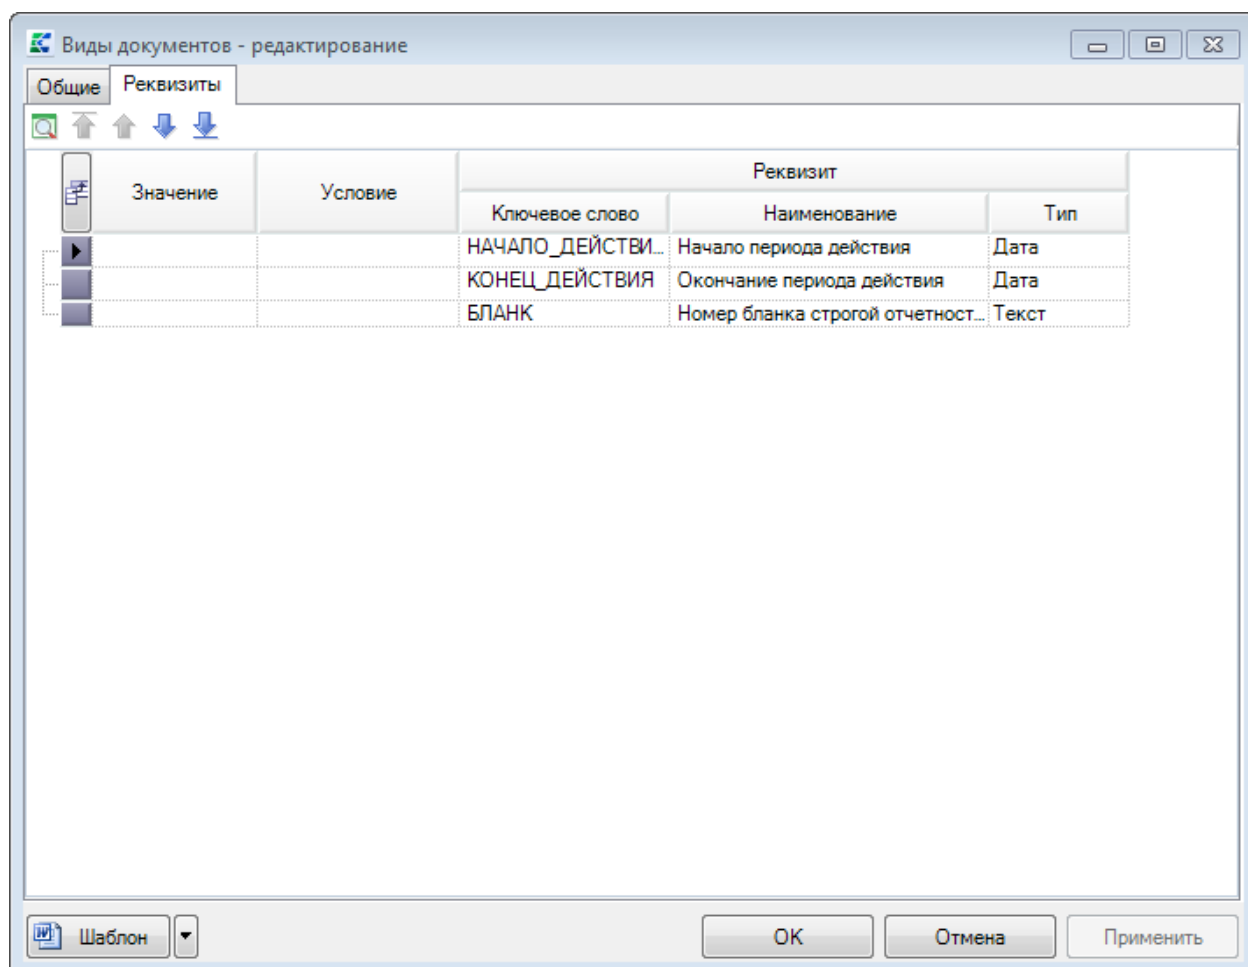 Виды документов - редактирование
Общие Реквизиты
Значение Условие Реквизит
Ключевое слово Наименование Тип
НАЧАЛО_ДЕЙСТВИ... Начало периода действия Дата
КОНЕЦ_ДЕЙСТВИЯ Окончание периода действия Дата
БЛАНК Номер бланка строгой отчетност... Текст
Шаблон OK Отмена Применить